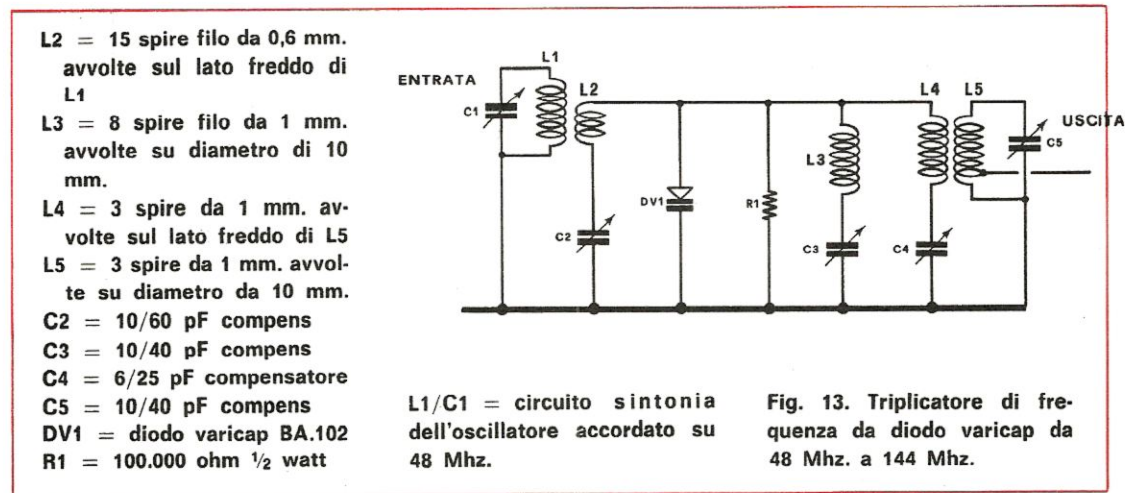 L2 = 15 spire filo da 0,6 mm.
avvolte sul lato freddo di
L1
L3 = 8 spire filo da 1 mm.
avvolte su diametro di 10
mm.
L4 = 3 spire da 1 mm. av-
volte sul lato freddo di L5
L5 = 3 spire da 1 mm. avvol-
te su diametro da 10 mm.
C2 = 10/60 pF compens
C3 = 10/40 pF compens
C4 = 6/25 pF compensatore
C5 = 10/40 pF compens
DV1 = diodo varicap BA.102
R1 = 100.000 ohm ½ watt
ENTRATA
L1
C1
L2
C2
DV1
R1
L3
C3
L4
L5
C4
C5
USCITA
L1/C1 = circuito sintonia
dell'oscillatore accordato su
48 Mhz.
Fig. 13. Triplicatore di fre-
quenza da diodo varicap da
48 Mhz. a 144 Mhz.